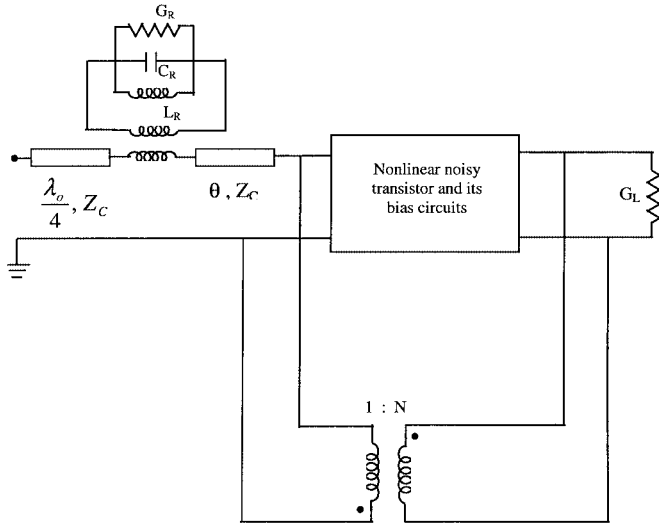 G_R
C_R
L_R
λ_o/4, Z_C
θ, Z_C
Nonlinear noisy
transistor and its
bias circuits
G_L
1 : N